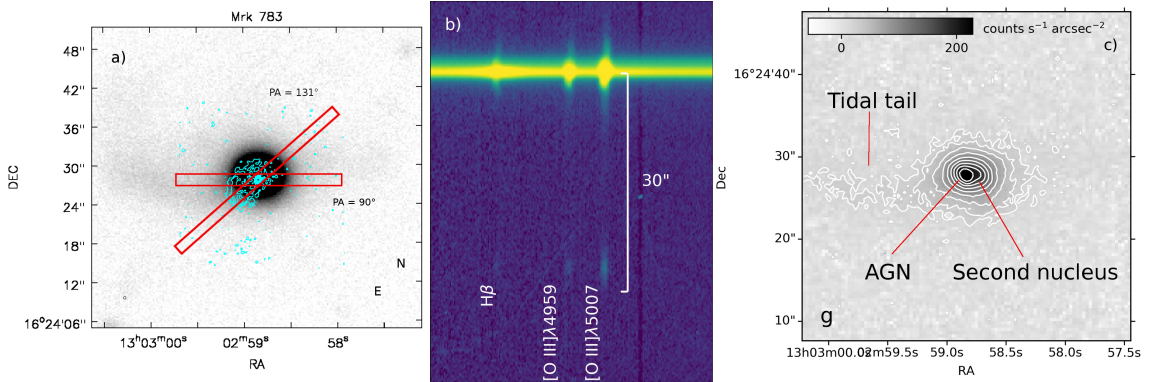 Mrk 783
a)
48''
42''
36''
30''
24''
18''
12''
16°24'06''
DEC
PA = 131°
PA = 90°
N
E
13ʰ03ᵐ00ˢ
02ᵐ59ˢ
58ˢ
RA
b)
30"
Hβ
[O III]λ4959
[O III]λ5007
c)
counts s⁻¹ arcsec⁻²
0
200
16°24'40"
30"
20"
10"
Dec
Tidal tail
AGN
Second nucleus
g
13h03m00.0s
02m59.5s
59.0s
58.5s
58.0s
57.5s
RA